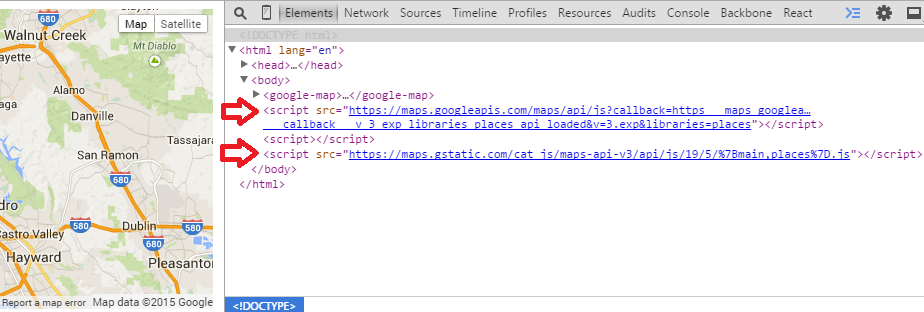 Walnut Creek
Map
Satellite
ayette
Mt Diablo
680
Alamo
Danville
Tassajara
San Ramon
680
dro
580
Dublin
580
astro Valley
Hayward
Pleasanton
Report a map error
Map data ©2015 Google
Elements Network Sources Timeline Profiles Resources Audits Console Backbone React
<!DOCTYPE html>
<html lang="en">
<head>…</head>
<body>
<google-map>…</google-map>
<script src="https://maps.googleapis.com/maps/api/js?callback=https___maps_googlea…
__callback__v_3_exp_libraries_places_api_loaded&v=3.exp&libraries=places"></script>
<script></script>
<script src="https://maps.gstatic.com/cat_js/maps-api-v3/api/js/19/5/%7Bmain,places%7D.js"></script>
</body>
</html>
<!DOCTYPE>